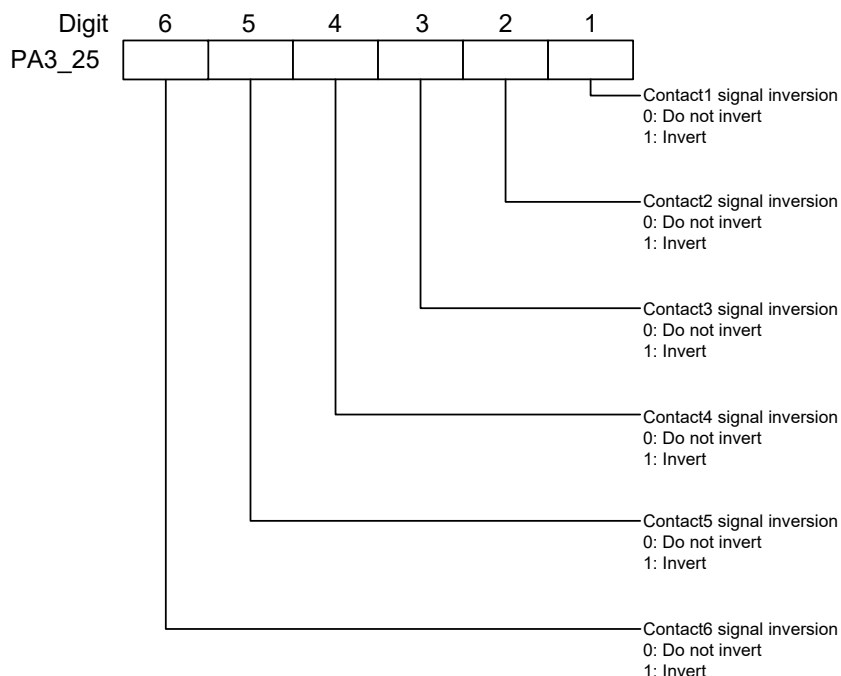 Digit 6 5 4 3 2 1
PA3_25
Contact1 signal inversion
0: Do not invert
1: Invert
Contact2 signal inversion
0: Do not invert
1: Invert
Contact3 signal inversion
0: Do not invert
1: Invert
Contact4 signal inversion
0: Do not invert
1: Invert
Contact5 signal inversion
0: Do not invert
1: Invert
Contact6 signal inversion
0: Do not invert
1: Invert